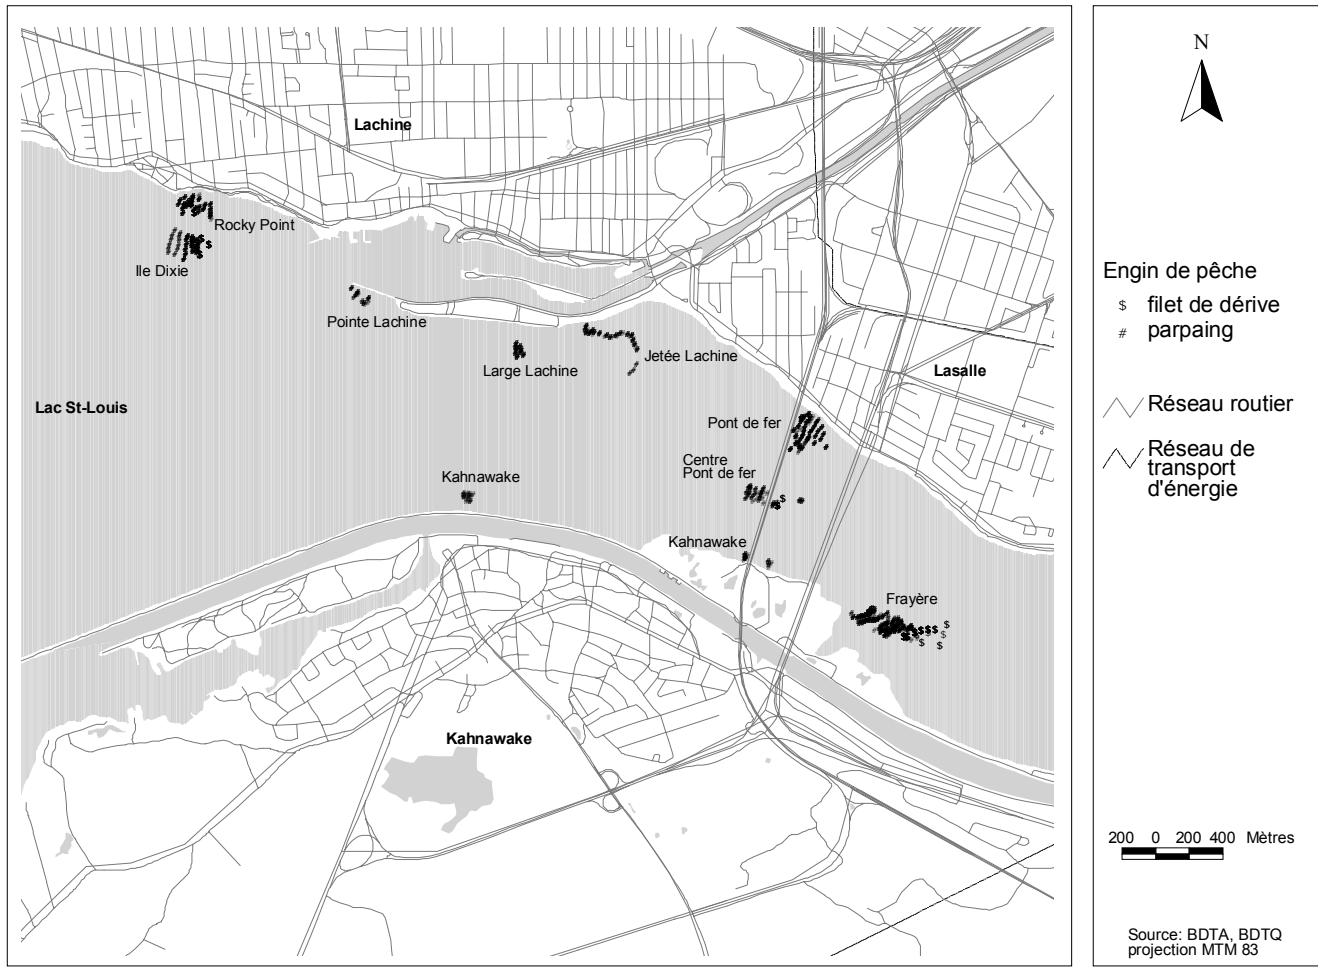 Lachine
Rocky Point
Ile Dixie
Pointe Lachine
Large Lachine
Jetée Lachine
Lasalle
Lac St-Louis
Pont de fer
Centre
Pont de fer
Kahnawake
Kahnawake
Frayère
Kahnawake
N
Engin de pêche
$ filet de dérive
# parpaing
Réseau routier
Réseau de
transport
d'énergie
200 0 200 400 Mètres
Source: BDTA, BDTQ
projection MTM 83